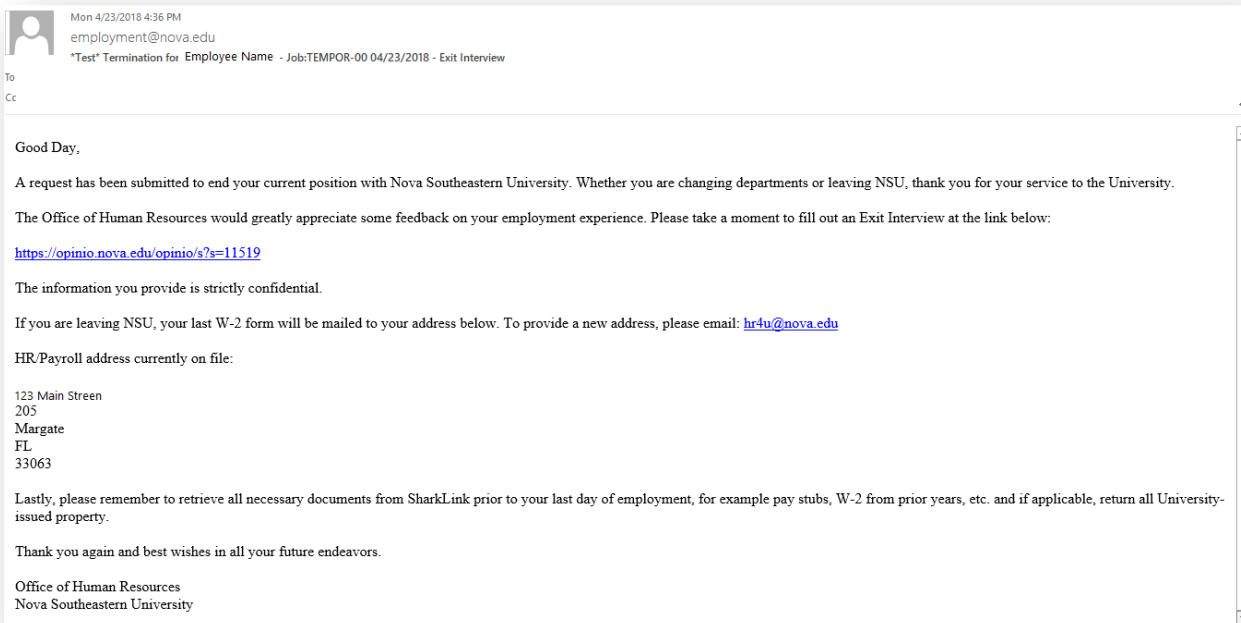 Mon 4/23/2018 4:36 PM
employment@nova.edu
*Test* Termination for Employee Name - Job:TEMPOR-00 04/23/2018 - Exit Interview
To
Cc
Good Day,
A request has been submitted to end your current position with Nova Southeastern University. Whether you are changing departments or leaving NSU, thank you for your service to the University.
The Office of Human Resources would greatly appreciate some feedback on your employment experience. Please take a moment to fill out an Exit Interview at the link below:
https://opinio.nova.edu/opinio/s?s=11519
The information you provide is strictly confidential.
If you are leaving NSU, your last W-2 form will be mailed to your address below. To provide a new address, please email: hr4u@nova.edu
HR/Payroll address currently on file:
123 Main Streen
205
Margate
FL
33063
Lastly, please remember to retrieve all necessary documents from SharkLink prior to your last day of employment, for example pay stubs, W-2 from prior years, etc. and if applicable, return all University-
issued property.
Thank you again and best wishes in all your future endeavors.
Office of Human Resources
Nova Southeastern University